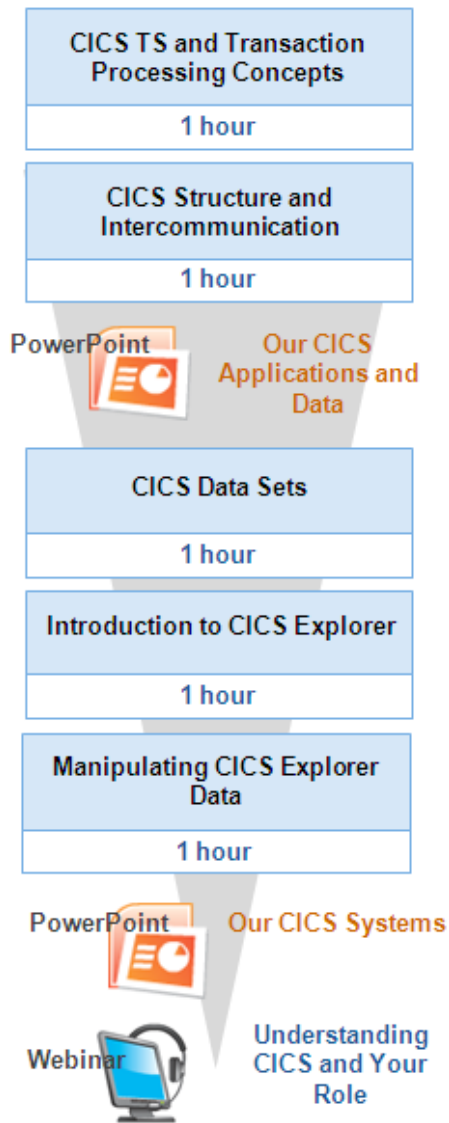 CICS TS and Transaction
Processing Concepts
1 hour
CICS Structure and
Intercommunication
1 hour
PowerPoint
Our CICS
Applications and
Data
CICS Data Sets
1 hour
Introduction to CICS Explorer
1 hour
Manipulating CICS Explorer
Data
1 hour
PowerPoint
Our CICS Systems
Webinar
Understanding
CICS and Your
Role